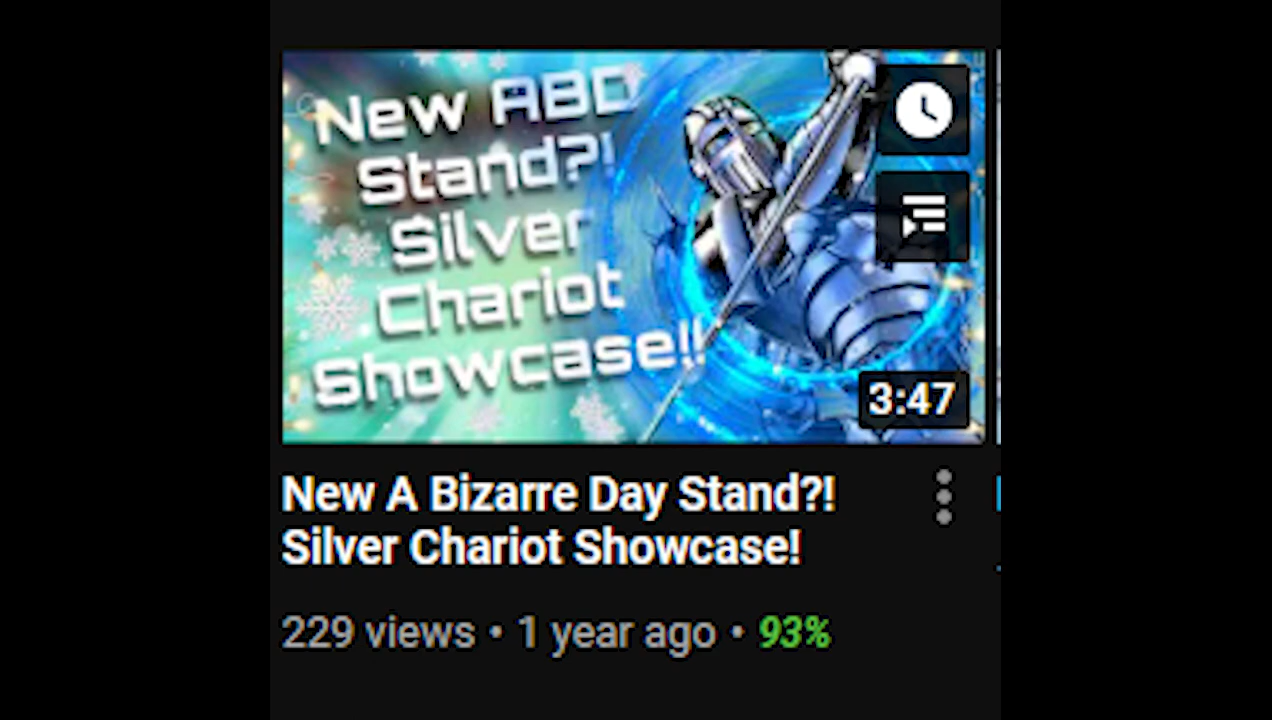 New ABD
Stand?!
Silver
Chariot
Showcase!!
3:47
New A Bizarre Day Stand?!
Silver Chariot Showcase!
229 views • 1 year ago • 93%